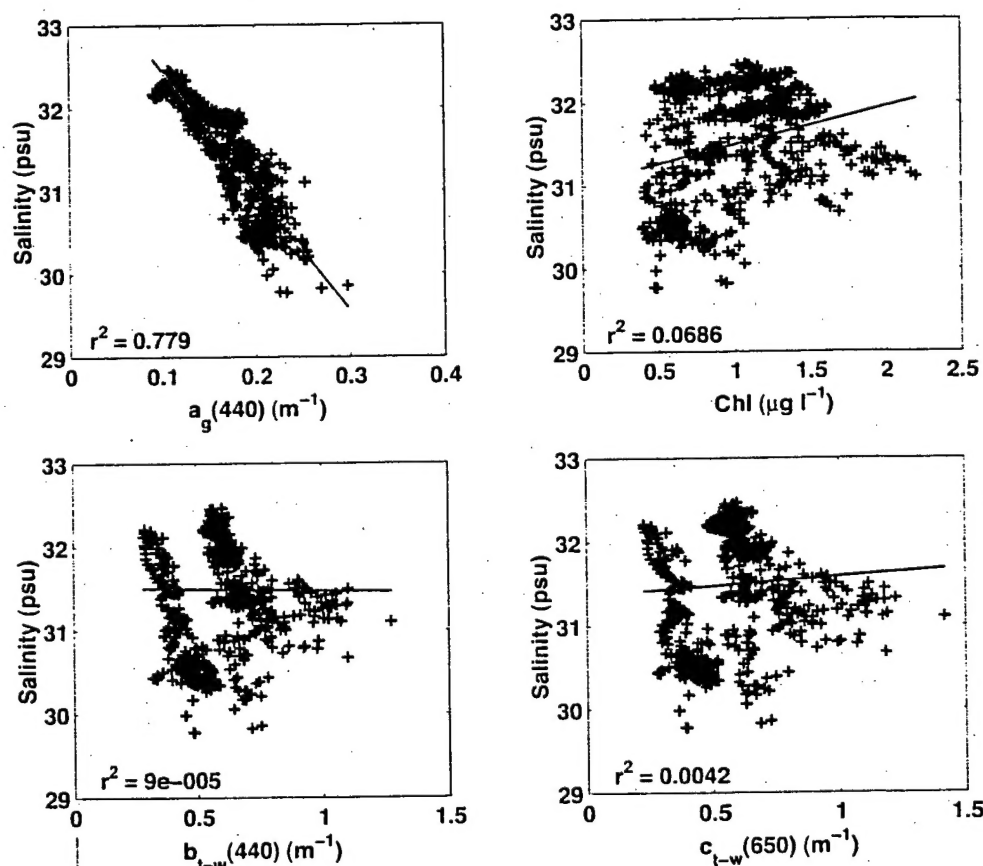 33
32
31
30
29
Salinity (psu)
r² = 0.779
0 0.1 0.2 0.3 0.4
a_g(440) (m⁻¹)
33
32
31
30
29
Salinity (psu)
r² = 0.0686
0 0.5 1 1.5 2 2.5
Chl (µg l⁻¹)
33
32
31
30
29
Salinity (psu)
r² = 9e–005
0 0.5 1 1.5
b_t–w(440) (m⁻¹)
33
32
31
30
29
Salinity (psu)
r² = 0.0042
0 0.5 1 1.5
c_t–w(650) (m⁻¹)